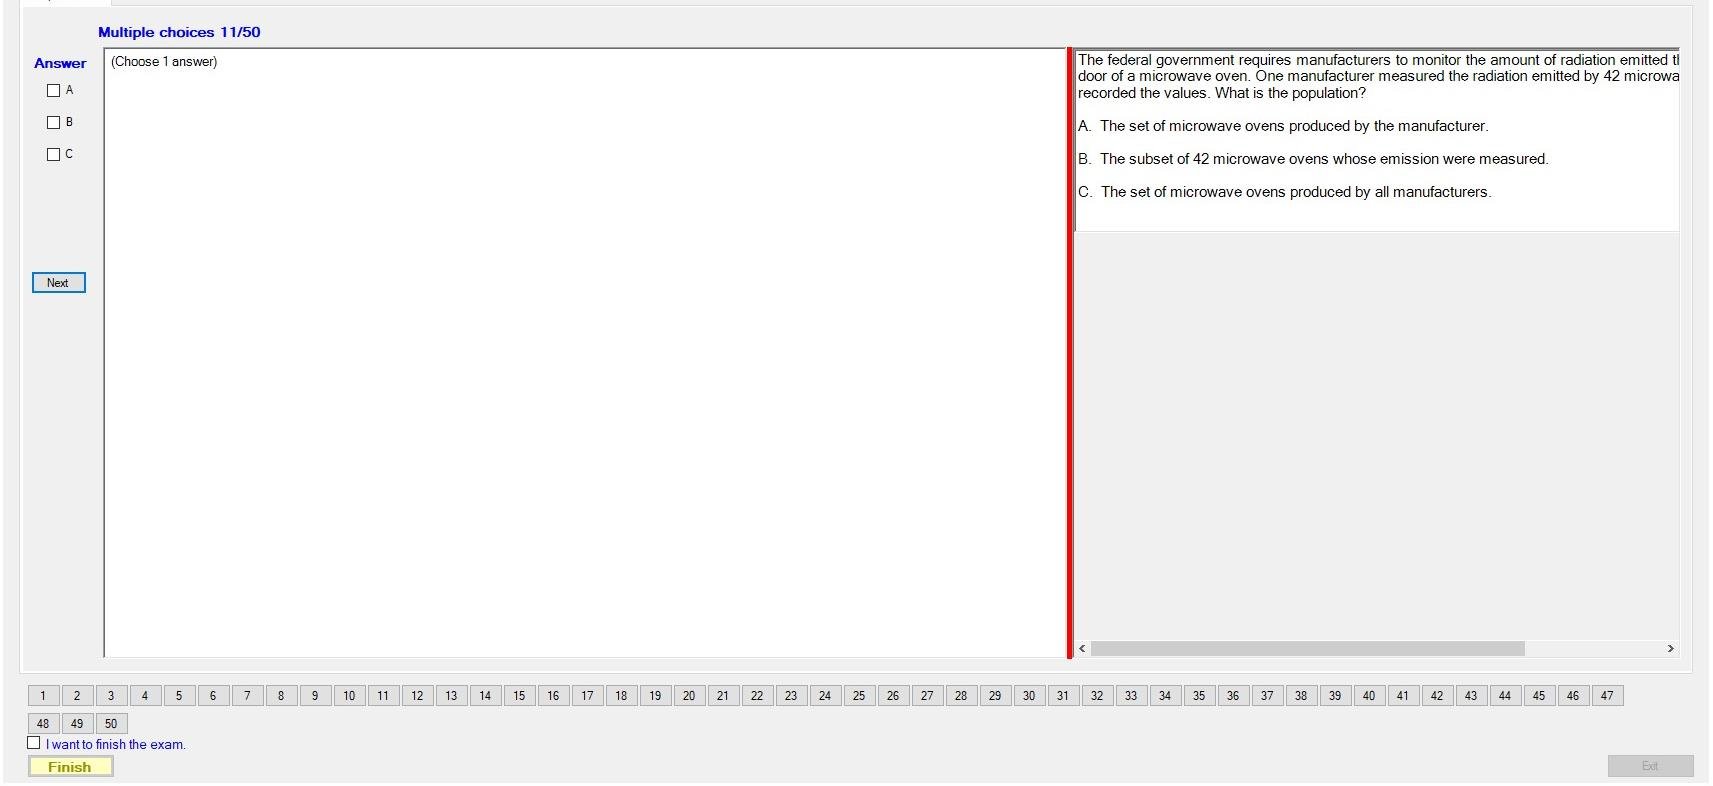 Multiple choices 11/50
Answer
(Choose 1 answer)
A
B
C
Next
The federal government requires manufacturers to monitor the amount of radiation emitted
door of a microwave oven. One manufacturer measured the radiation emitted by 42
recorded the values. What is the population?
A. The set of microwave ovens produced by the manufacturer.
B. The subset of 42 microwave ovens whose emission were measured.
C. The set of microwave ovens produced by all manufacturers.
1 2 3 4 5 6 7 8 9 10 11 12 13 14 15 16 17 18 19 20 21 22 23 24 25 26 27 28 29 30 31 32 33 34 35 36 37 38 39 40 41 42 43 44 45 46 47
48 49 50
I want to finish the exam.
Finish
Exit